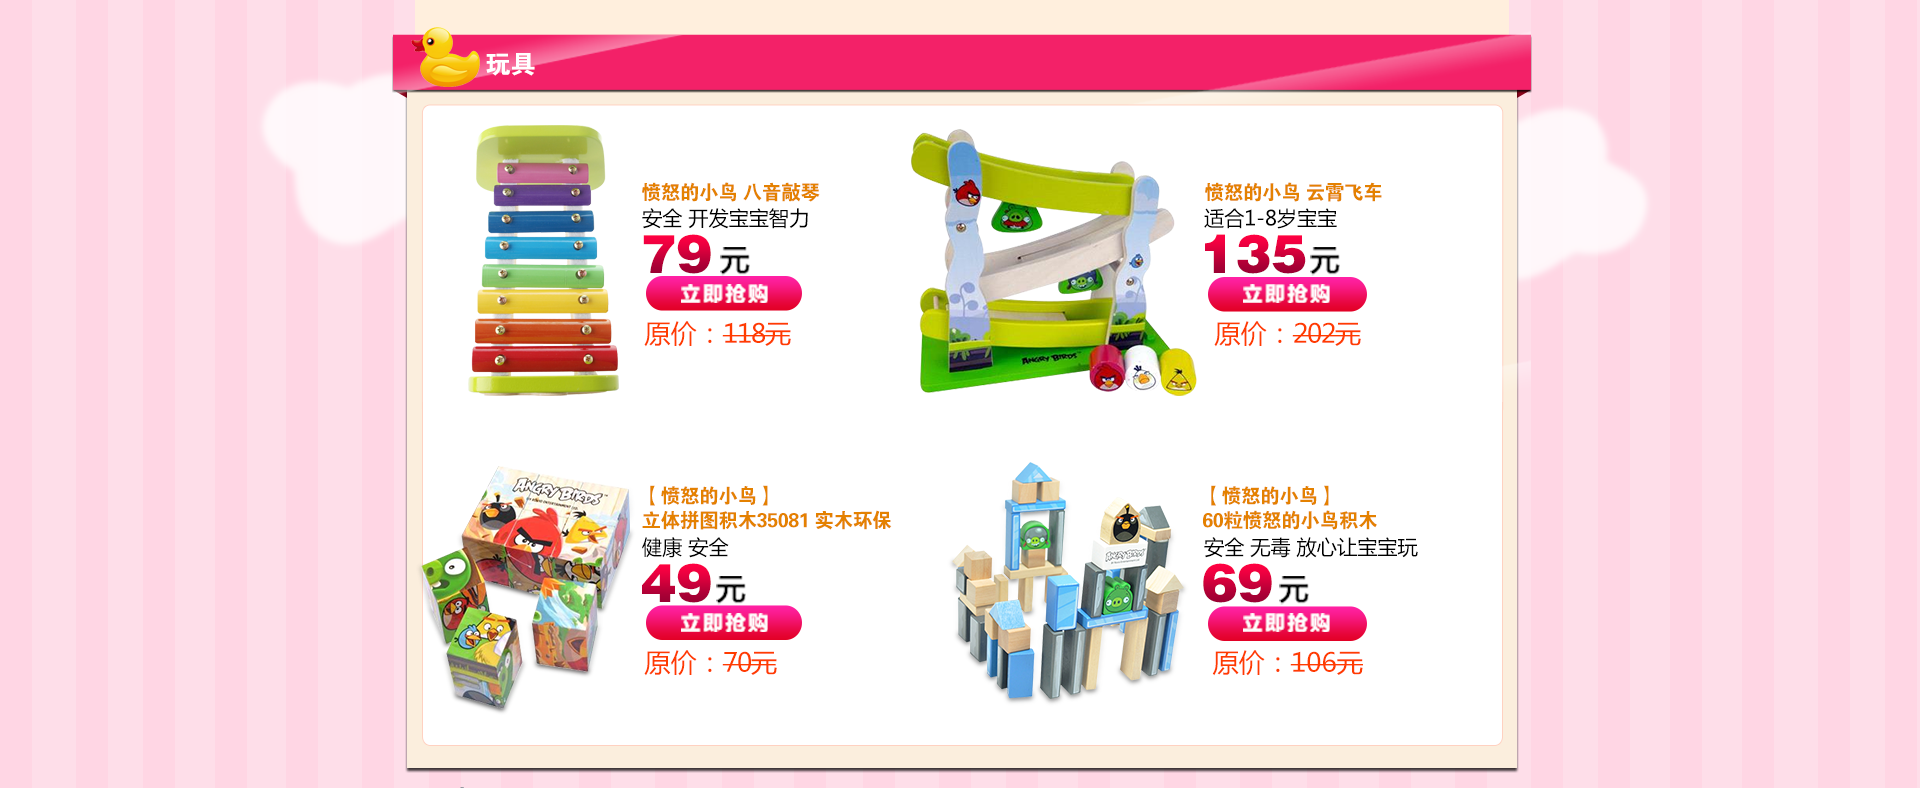 玩具
愤怒的小鸟 八音敲琴
安全 开发宝宝智力
79元
立即抢购
原价：118元
愤怒的小鸟 云霄飞车
适合1-8岁宝宝
135元
立即抢购
原价：202元
ANGRY BIRDS
【愤怒的小鸟】
立体拼图积木35081 实木环保
健康 安全
49元
立即抢购
原价：70元
ANGRY BIRDS
【愤怒的小鸟】
60粒愤怒的小鸟积木
安全 无毒 放心让宝宝玩
69元
立即抢购
原价：106元
ANGRY BIRDS